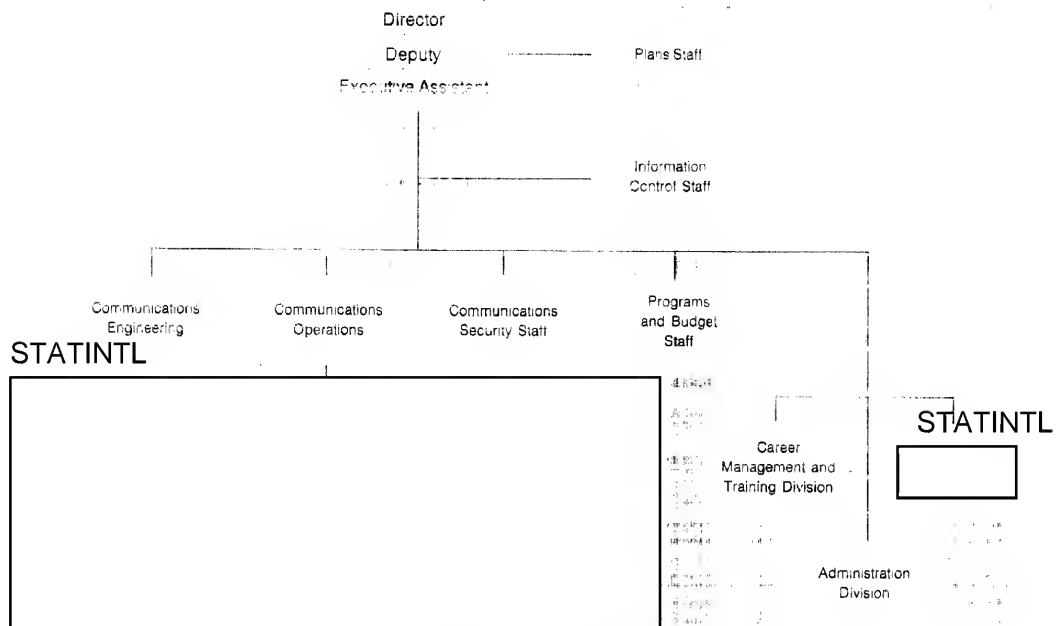 Director
Deputy
Plans Staff
Executive Assistant
Information
Control Staff
Communications
Engineering
Communications
Operations
Communications
Security Staff
Programs
and Budget
Staff
STATINTL
STATINTL
Career
Management and
Training Division
Administration
Division